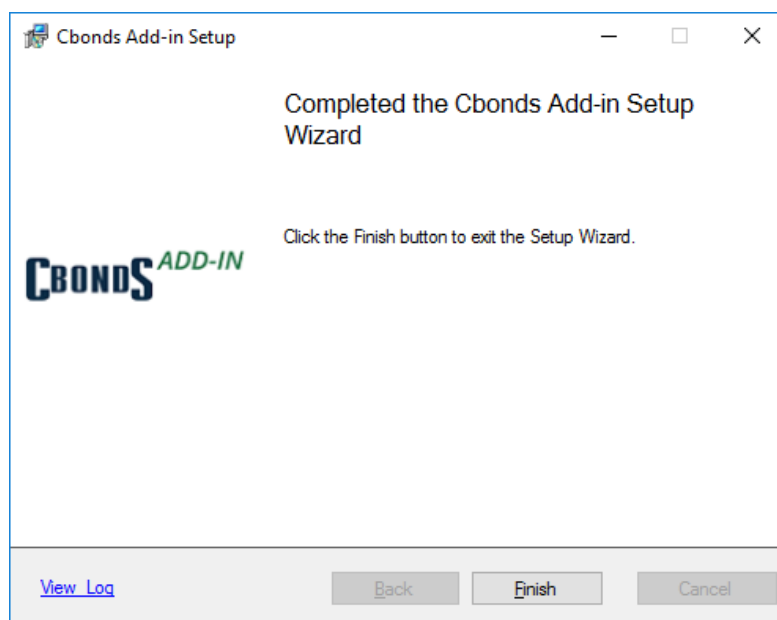 Cbonds Add-in Setup
Completed the Cbonds Add-in Setup
Wizard
Click the Finish button to exit the Setup Wizard.
CBONDS ADD-IN
View Log
Back
Finish
Cancel